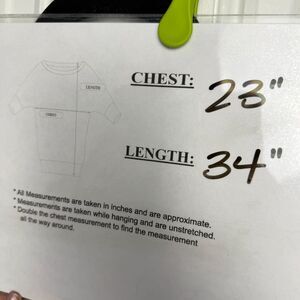 LENGTH
CHEST: 23"
LENGTH: 34"
* All Measurements are taken in inches and are approximate.
* Measurements are taken while hanging and are unstretched.
* Double the chest measurement to find the measurement
all the way around.